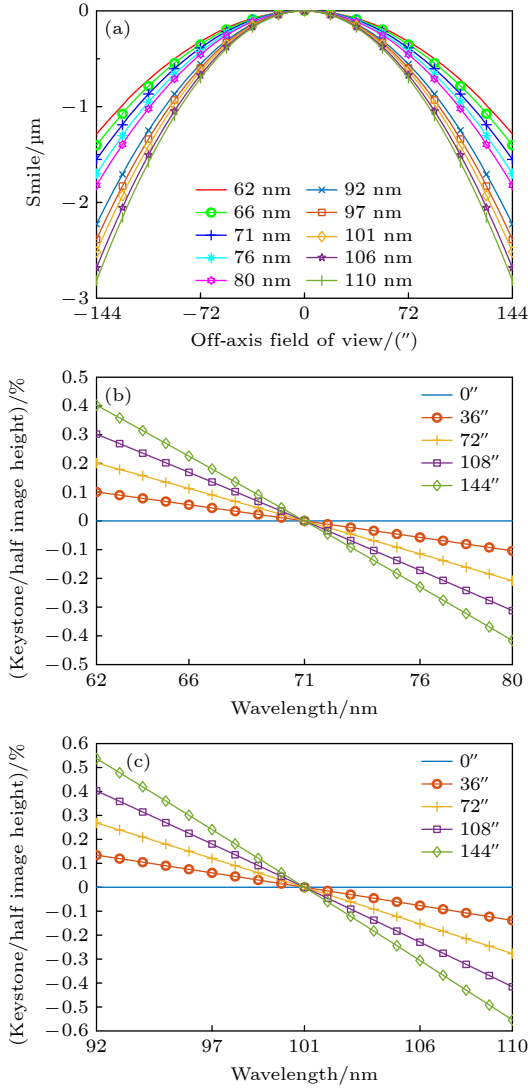 (a)
0
−1
−2
−3
Smile/μm
62 nm
66 nm
71 nm
76 nm
80 nm
92 nm
97 nm
101 nm
106 nm
110 nm
−144 −72 0 72 144
Off-axis field of view/(″)
(b)
0.5
0.4
0.3
0.2
0.1
0
−0.1
−0.2
−0.3
−0.4
−0.5
(Keystone/half image height)/%
0″
36″
72″
108″
144″
62 66 71 76 80
Wavelength/nm
(c)
0.6
0.5
0.4
0.3
0.2
0.1
0
−0.1
−0.2
−0.3
−0.4
−0.5
−0.6
(Keystone/half image height)/%
0″
36″
72″
108″
144″
92 97 101 106 110
Wavelength/nm